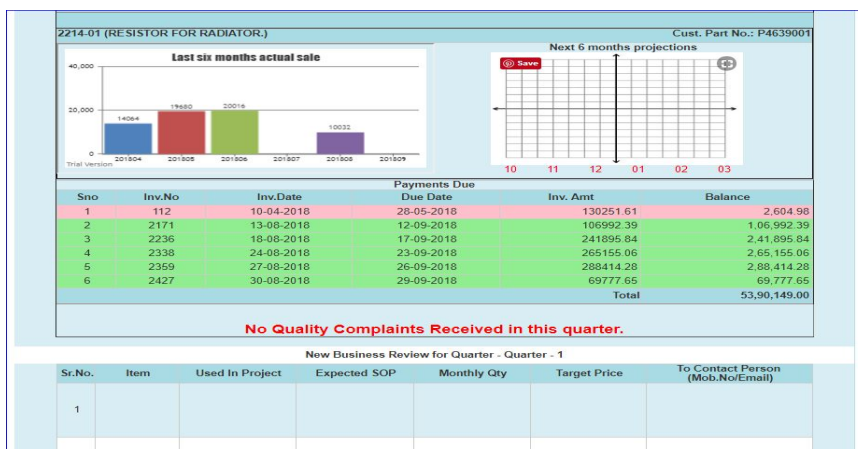 2214-01 (RESISTOR FOR RADIATOR.) Cust. Part No.: P4639001
Last six months actual sale
40,000
20,000
0
14064
19680
20016
10032
201804 201805 201806 201807 201808 201809
Trial Version
Next 6 months projections
Save
10 11 12 01 02 03
Payments Due
Sno Inv.No Inv.Date Due Date Inv. Amt Balance
1 112 10-04-2018 28-05-2018 130251.61 2,604.98
2 2171 13-08-2018 12-09-2018 106992.39 1,06,992.39
3 2236 18-08-2018 17-09-2018 241895.84 2,41,895.84
4 2338 24-08-2018 23-09-2018 265155.06 2,65,155.06
5 2359 27-08-2018 26-09-2018 288414.28 2,88,414.28
6 2427 30-08-2018 29-09-2018 69777.65 69,777.65
Total 53,90,149.00
No Quality Complaints Received in this quarter.
New Business Review for Quarter - Quarter - 1
Sr.No. Item Used In Project Expected SOP Monthly Qty Target Price To Contact Person
(Mob.No/Email)
1